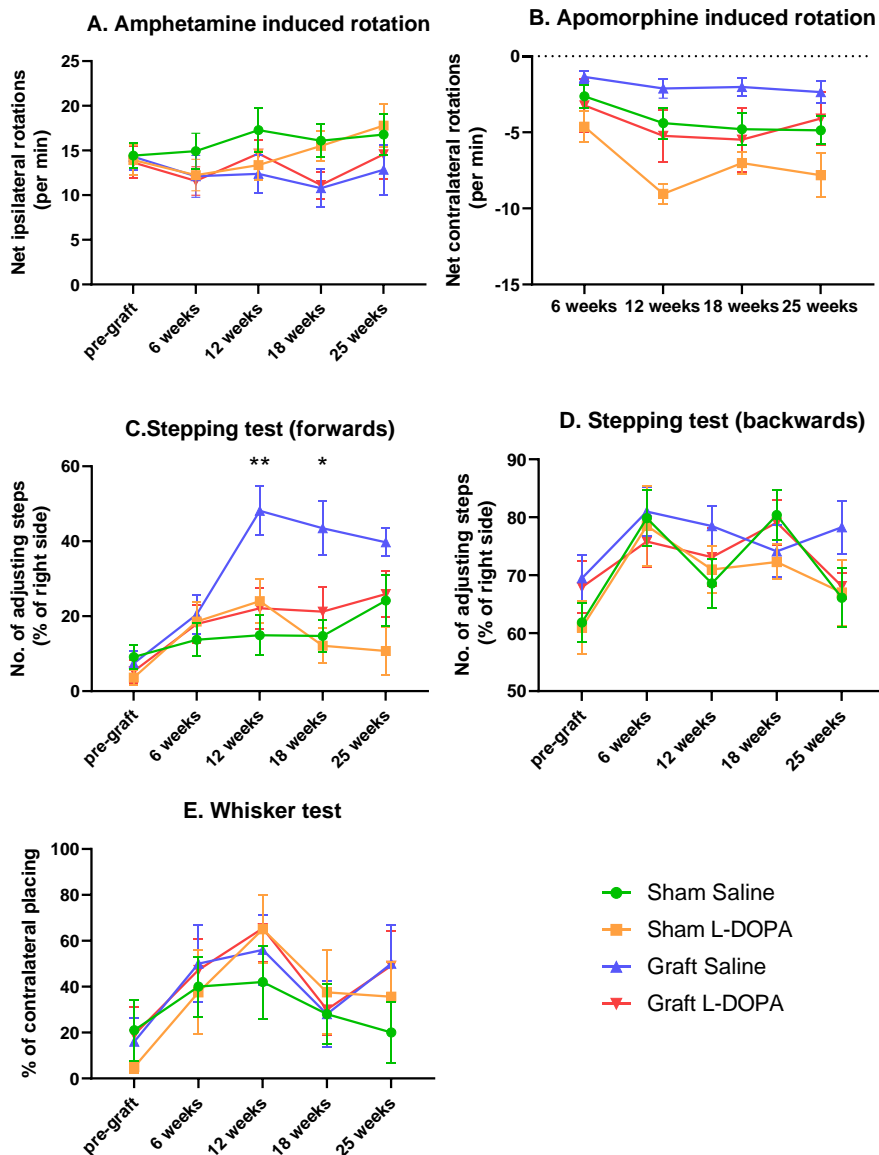 A. Amphetamine induced rotation
Net ipsilateral rotations
(per min)
25
20
15
10
5
0
pre-graft
6 weeks
12 weeks
18 weeks
25 weeks
B. Apomorphine induced rotation
Net contralateral rotations
(per min)
0
-5
-10
-15
6 weeks
12 weeks
18 weeks
25 weeks
C.Stepping test (forwards)
No. of adjusting steps
(% of right side)
60
40
20
0
**
*
pre-graft
6 weeks
12 weeks
18 weeks
25 weeks
D. Stepping test (backwards)
No. of adjusting steps
(% of right side)
90
80
70
60
50
pre-graft
6 weeks
12 weeks
18 weeks
25 weeks
E. Whisker test
% of contralateral placing
100
80
60
40
20
0
pre-graft
6 weeks
12 weeks
18 weeks
25 weeks
Sham Saline
Sham L-DOPA
Graft Saline
Graft L-DOPA